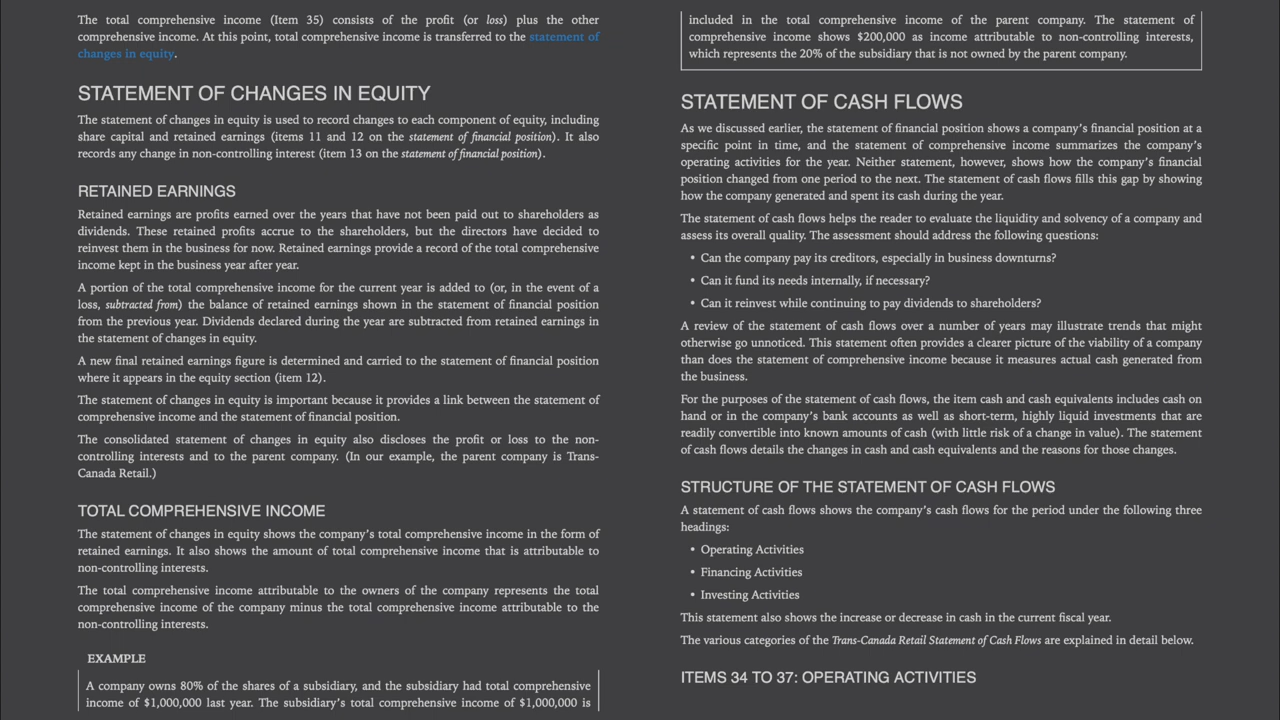 The total comprehensive income (Item 35) consists of the profit (or loss) plus the other
comprehensive income. At this point, total comprehensive income is transferred to the statement of
changes in equity.
STATEMENT OF CHANGES IN EQUITY
The statement of changes in equity is used to record changes to each component of equity, including
share capital and retained earnings (items 11 and 12 on the statement of financial position). It also
records any change in non-controlling interest (item 13 on the statement of financial position).
RETAINED EARNINGS
Retained earnings are profits earned over the years that have not been paid out to shareholders as
dividends. These retained profits accrue to the shareholders, but the directors have decided to
reinvest them in the business for now. Retained earnings provide a record of the total comprehensive
income kept in the business year after year.
A portion of the total comprehensive income for the current year is added to (or, in the event of a
loss, subtracted from) the balance of retained earnings shown in the statement of financial position
from the previous year. Dividends declared during the year are subtracted from retained earnings in
the statement of changes in equity.
A new final retained earnings figure is determined and carried to the statement of financial position
where it appears in the equity section (item 12).
The statement of changes in equity is important because it provides a link between the statement of
comprehensive income and the statement of financial position.
The consolidated statement of changes in equity also discloses the profit or loss to the non-
controlling interests and to the parent company. (In our example, the parent company is Trans-
Canada Retail.)
TOTAL COMPREHENSIVE INCOME
The statement of changes in equity shows the company's total comprehensive income in the form of
retained earnings. It also shows the amount of total comprehensive income that is attributable to
non-controlling interests.
The total comprehensive income attributable to the owners of the company represents the total
comprehensive income of the company minus the total comprehensive income attributable to the
non-controlling interests.
EXAMPLE
A company owns 80% of the shares of a subsidiary, and the subsidiary had total comprehensive
income of $1,000,000 last year. The subsidiary's total comprehensive income of $1,000,000 is
included in the total comprehensive income of the parent company. The statement of
comprehensive income shows $200,000 as income attributable to non-controlling interests,
which represents the 20% of the subsidiary that is not owned by the parent company.
STATEMENT OF CASH FLOWS
As we discussed earlier, the statement of financial position shows a company's financial position at a
specific point in time, and the statement of comprehensive income summarizes the company's
operating activities for the year. Neither statement, however, shows how the company's financial
position changed from one period to the next. The statement of cash flows fills this gap by showing
how the company generated and spent its cash during the year.
The statement of cash flows helps the reader to evaluate the liquidity and solvency of a company and
assess its overall quality. The assessment should address the following questions:
• Can the company pay its creditors, especially in business downturns?
• Can it fund its needs internally, if necessary?
• Can it reinvest while continuing to pay dividends to shareholders?
A review of the statement of cash flows over a number of years may illustrate trends that might
otherwise go unnoticed. This statement often provides a clearer picture of the viability of a company
than does the statement of comprehensive income because it measures actual cash generated from
the business.
For the purposes of the statement of cash flows, the item cash and cash equivalents includes cash on
hand or in the company's bank accounts as well as short-term, highly liquid investments that are
readily convertible into known amounts of cash (with little risk of a change in value). The statement
of cash flows details the changes in cash and cash equivalents and the reasons for those changes.
STRUCTURE OF THE STATEMENT OF CASH FLOWS
A statement of cash flows shows the company's cash flows for the period under the following three
headings:
• Operating Activities
• Financing Activities
• Investing Activities
This statement also shows the increase or decrease in cash in the current fiscal year.
The various categories of the Trans-Canada Retail Statement of Cash Flows are explained in detail below.
ITEMS 34 TO 37: OPERATING ACTIVITIES